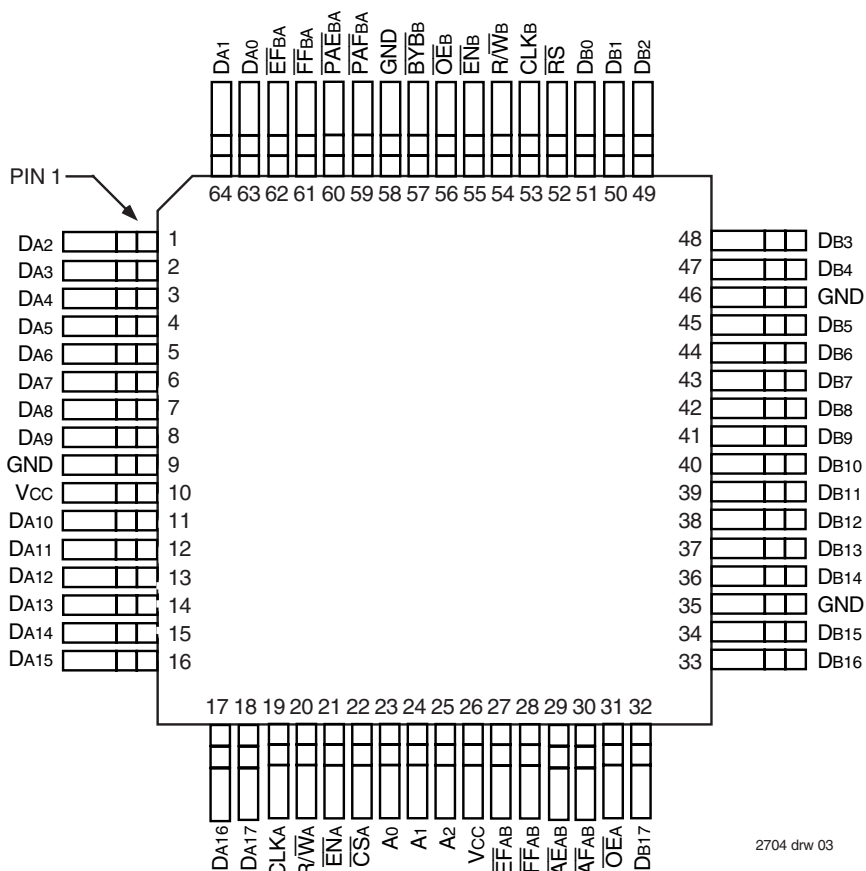 DA1 DA0 EFBA FFBA PAEBA PAFBA GND BYBB OEB ENB R/WB CLKB RS DB0 DB1 DB2
PIN 1
64 63 62 61 60 59 58 57 56 55 54 53 52 51 50 49
DA2 1 48 DB3
DA3 2 47 DB4
DA4 3 46 GND
DA5 4 45 DB5
DA6 5 44 DB6
DA7 6 43 DB7
DA8 7 42 DB8
DA9 8 41 DB9
GND 9 40 DB10
VCC 10 39 DB11
DA10 11 38 DB12
DA11 12 37 DB13
DA12 13 36 DB14
DA13 14 35 GND
DA14 15 34 DB15
DA15 16 33 DB16
17 18 19 20 21 22 23 24 25 26 27 28 29 30 31 32
DA16 DA17 CLKA R/WA ENA CSA A0 A1 A2 VCC EFAB FFAB AEAB AFAB OEA DB17
2704 drw 03